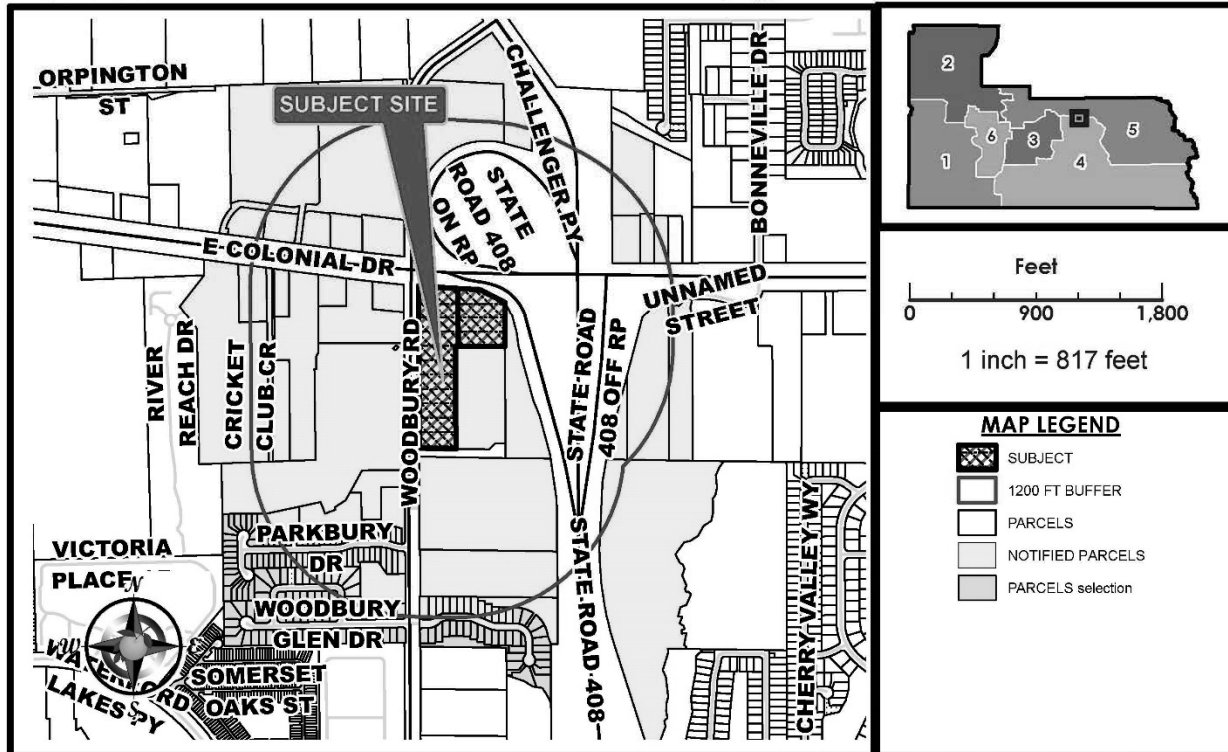 ORPINGTON
ST
SUBJECT SITE
CHALLENGER PY
BONNEVILLE DR
STATE
ROAD 408
ON RP
E COLONIAL DR
UNNAMED
STREET
RIVER
REACH DR
CRICKET
CLUB CR
WOODBURY RD
STATE ROAD
408 OFF RP
PARKBURY
DR
VICTORIA
PLACE
WOODBURY
GLEN DR
STATE ROAD 408
CHERRY VALLEY WY
N
W
E
S
WATERFORD
LAKES PY
SOMERSET
OAKS ST
2
1
6
3
4
5
Feet
0 900 1,800
1 inch = 817 feet
MAP LEGEND
SUBJECT
1200 FT BUFFER
PARCELS
NOTIFIED PARCELS
PARCELS selection